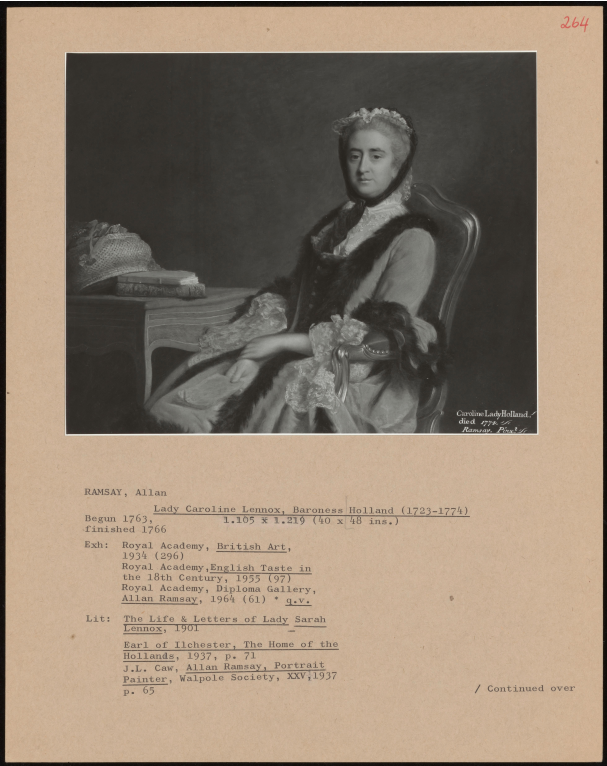 264
Caroline Lady Holland.
died 1774.
Ramsay. Pinx.t
RAMSAY, Allan
Lady Caroline Lennox, Baroness Holland (1723-1774)
Begun 1763, 1.105 x 1.219 (40 x 48 ins.)
finished 1766
Exh: Royal Academy, British Art,
1934 (296)
Royal Academy,English Taste in
the 18th Century, 1955 (97)
Royal Academy, Diploma Gallery,
Allan Ramsay, 1964 (61) * q.v.
Lit: The Life & Letters of Lady Sarah
Lennox, 1901
Earl of Ilchester, The Home of the
Hollands, 1937, p. 71
J.L. Caw, Allan Ramsay, Portrait
Painter, Walpole Society, XXV,1937
p. 65
/ Continued over